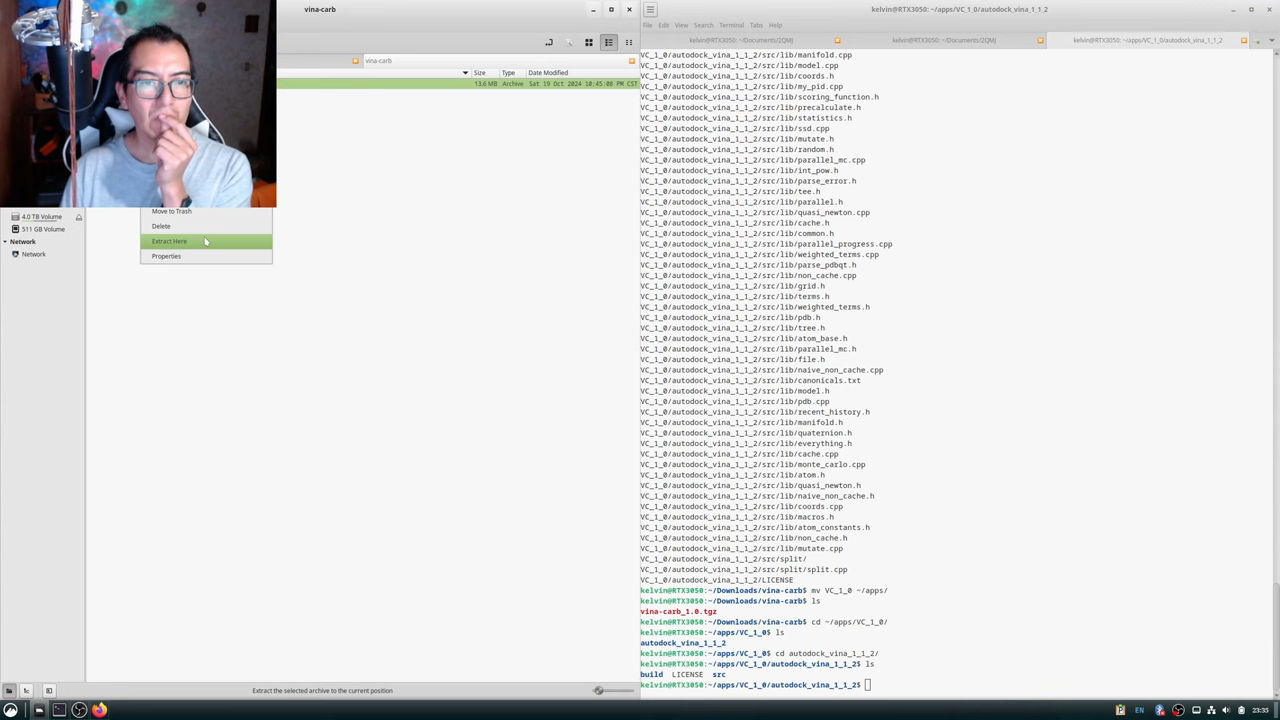 vina-carb
vina-carb
Size Type Date Modified
13.6 MB Archive Sat 19 Oct 2024 10:45:08 PM CST
4.0 TB Volume
511 GB Volume
Network
Network
Move to Trash
Delete
Extract Here
Properties
Extract the selected archive to the current position
kelvin@RTX3050: ~/apps/VC_1_0/autodock_vina_1_1_2
File Edit View Search Terminal Tabs Help
kelvin@RTX3050: ~/Documents/2QMJ
kelvin@RTX3050: ~/Documents/2QMJ
kelvin@RTX3050: ~/apps/VC_1_0/autodock_vina_1_1_2
VC_1_0/autodock_vina_1_1_2/src/lib/manifold.cpp
VC_1_0/autodock_vina_1_1_2/src/lib/model.cpp
VC_1_0/autodock_vina_1_1_2/src/lib/coords.h
VC_1_0/autodock_vina_1_1_2/src/lib/my_pid.cpp
VC_1_0/autodock_vina_1_1_2/src/lib/scoring_function.h
VC_1_0/autodock_vina_1_1_2/src/lib/precalculate.h
VC_1_0/autodock_vina_1_1_2/src/lib/statistics.h
VC_1_0/autodock_vina_1_1_2/src/lib/ssd.cpp
VC_1_0/autodock_vina_1_1_2/src/lib/mutate.h
VC_1_0/autodock_vina_1_1_2/src/lib/random.h
VC_1_0/autodock_vina_1_1_2/src/lib/parallel_mc.cpp
VC_1_0/autodock_vina_1_1_2/src/lib/int_pow.h
VC_1_0/autodock_vina_1_1_2/src/lib/parse_error.h
VC_1_0/autodock_vina_1_1_2/src/lib/tee.h
VC_1_0/autodock_vina_1_1_2/src/lib/parallel.h
VC_1_0/autodock_vina_1_1_2/src/lib/quasi_newton.cpp
VC_1_0/autodock_vina_1_1_2/src/lib/cache.h
VC_1_0/autodock_vina_1_1_2/src/lib/common.h
VC_1_0/autodock_vina_1_1_2/src/lib/parallel_progress.cpp
VC_1_0/autodock_vina_1_1_2/src/lib/weighted_terms.cpp
VC_1_0/autodock_vina_1_1_2/src/lib/parse_pdbqt.h
VC_1_0/autodock_vina_1_1_2/src/lib/non_cache.cpp
VC_1_0/autodock_vina_1_1_2/src/lib/grid.h
VC_1_0/autodock_vina_1_1_2/src/lib/terms.h
VC_1_0/autodock_vina_1_1_2/src/lib/weighted_terms.h
VC_1_0/autodock_vina_1_1_2/src/lib/pdb.h
VC_1_0/autodock_vina_1_1_2/src/lib/tree.h
VC_1_0/autodock_vina_1_1_2/src/lib/atom_base.h
VC_1_0/autodock_vina_1_1_2/src/lib/parallel_mc.h
VC_1_0/autodock_vina_1_1_2/src/lib/file.h
VC_1_0/autodock_vina_1_1_2/src/lib/naive_non_cache.cpp
VC_1_0/autodock_vina_1_1_2/src/lib/canonicals.txt
VC_1_0/autodock_vina_1_1_2/src/lib/model.h
VC_1_0/autodock_vina_1_1_2/src/lib/pdb.cpp
VC_1_0/autodock_vina_1_1_2/src/lib/recent_history.h
VC_1_0/autodock_vina_1_1_2/src/lib/manifold.h
VC_1_0/autodock_vina_1_1_2/src/lib/quaternion.h
VC_1_0/autodock_vina_1_1_2/src/lib/everything.h
VC_1_0/autodock_vina_1_1_2/src/lib/cache.cpp
VC_1_0/autodock_vina_1_1_2/src/lib/monte_carlo.cpp
VC_1_0/autodock_vina_1_1_2/src/lib/atom.h
VC_1_0/autodock_vina_1_1_2/src/lib/quasi_newton.h
VC_1_0/autodock_vina_1_1_2/src/lib/naive_non_cache.h
VC_1_0/autodock_vina_1_1_2/src/lib/coords.cpp
VC_1_0/autodock_vina_1_1_2/src/lib/macros.h
VC_1_0/autodock_vina_1_1_2/src/lib/atom_constants.h
VC_1_0/autodock_vina_1_1_2/src/lib/non_cache.h
VC_1_0/autodock_vina_1_1_2/src/lib/mutate.cpp
VC_1_0/autodock_vina_1_1_2/src/split/
VC_1_0/autodock_vina_1_1_2/src/split/split.cpp
VC_1_0/autodock_vina_1_1_2/LICENSE
kelvin@RTX3050:~/Downloads/vina-carb$ mv VC_1_0 ~/apps/
kelvin@RTX3050:~/Downloads/vina-carb$ ls
vina-carb_1.0.tgz
kelvin@RTX3050:~/Downloads/vina-carb$ cd ~/apps/VC_1_0/
kelvin@RTX3050:~/apps/VC_1_0$ ls
autodock_vina_1_1_2
kelvin@RTX3050:~/apps/VC_1_0$ cd autodock_vina_1_1_2/
kelvin@RTX3050:~/apps/VC_1_0/autodock_vina_1_1_2$ ls
build LICENSE src
kelvin@RTX3050:~/apps/VC_1_0/autodock_vina_1_1_2$
EN
23:35